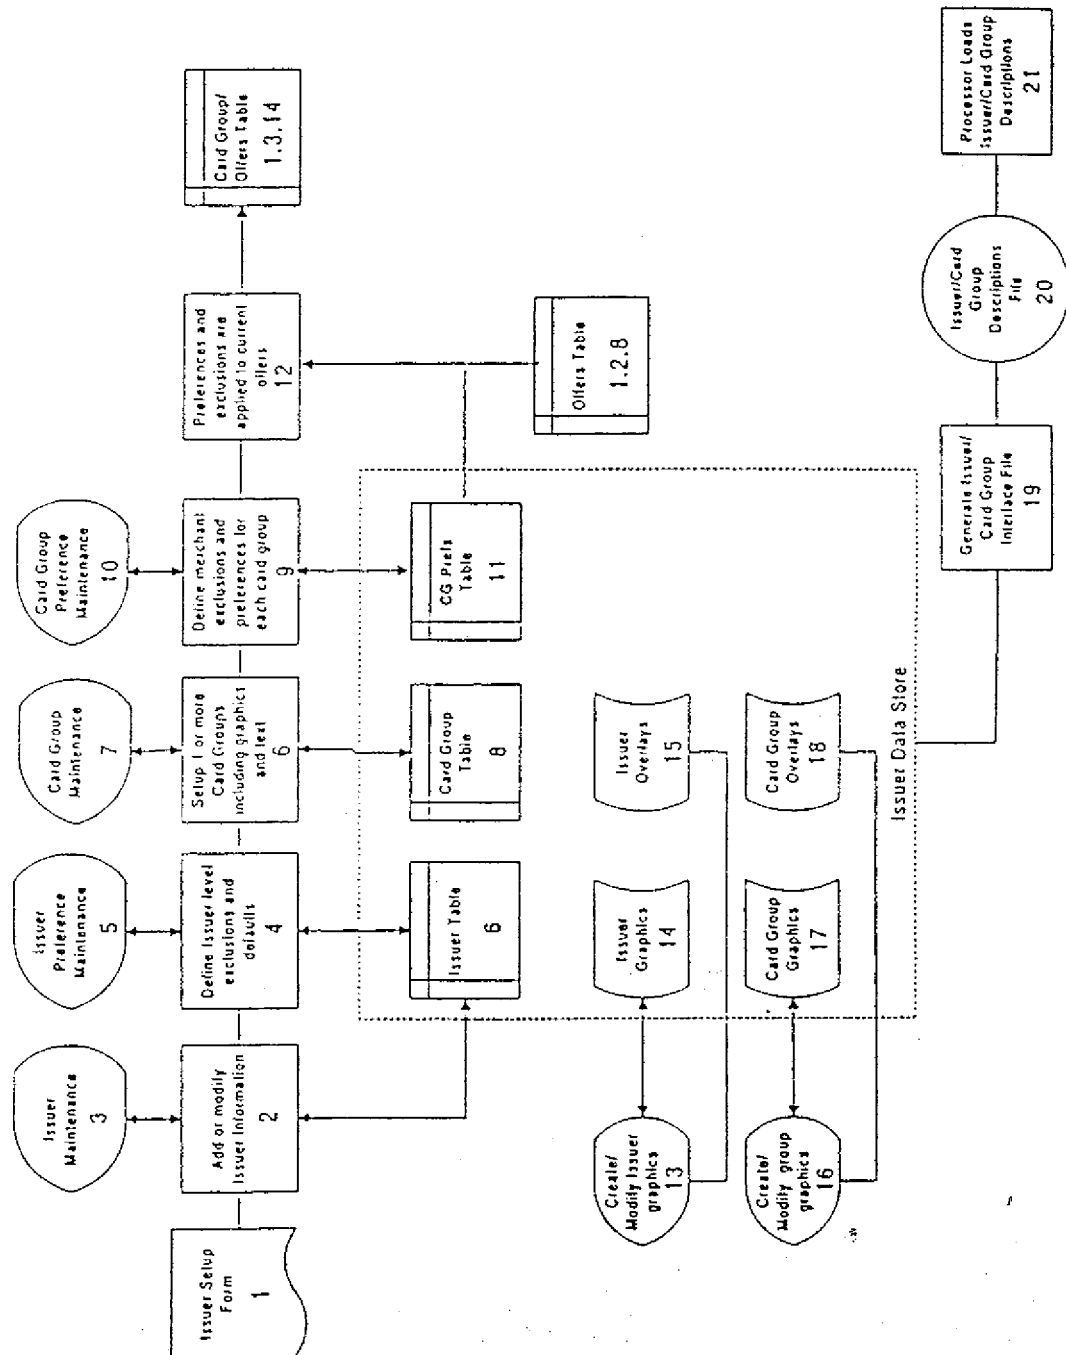 Issuer Setup
Form
1
Issuer
Maintenance
3
Add or modify
Issuer Information
2
Issuer
Preference
Maintenance
5
Define Issuer level
exclusions and
defaults
4
Card Group
Maintenance
7
Setup 1 or more
Card Groups
including graphics
and text
6
Card Group
Preference
Maintenance
10
Define merchant
exclusions and
preferences for
each card group
9
Preferences and
exclusions are
applied to current
offers
12
Card Group/
Offers Table
1.3.14
Issuer Table
6
Card Group
Table
8
CG Prefs
Table
11
Offers Table
1.2.8
Create/
Modify Issuer
graphics
13
Issuer
Graphics
14
Issuer
Overlays
15
Create/
Modify group
graphics
16
Card Group
Graphics
17
Card Group
Overlays
18
Issuer Data Store
Generate Issuer/
Card Group
Interface File
19
Issuer/Card
Group
Descriptions
File
20
Processor Loads
Issuer/Card Group
Descriptions
21